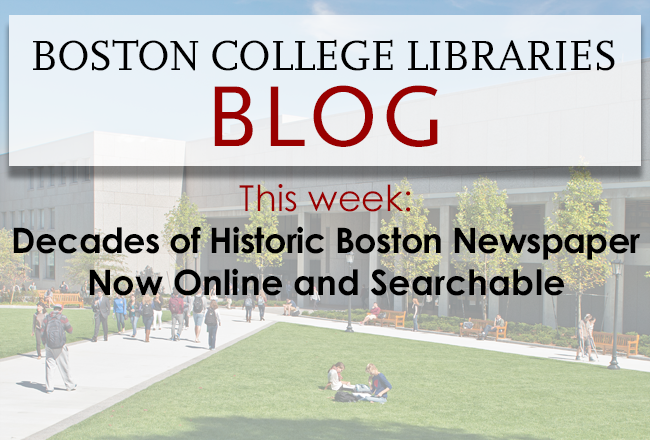 BOSTON COLLEGE LIBRARIES
BLOG
This week:
Decades of Historic Boston Newspaper
Now Online and Searchable